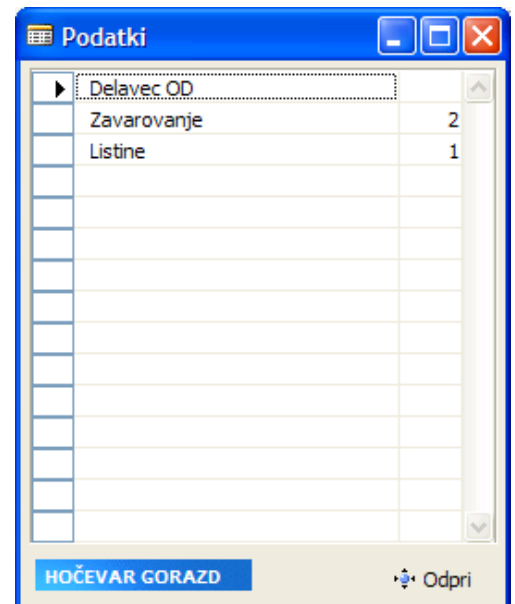 Podatki
Delavec OD
Zavarovanje 2
Listine 1
HOČEVAR GORAZD Odpri